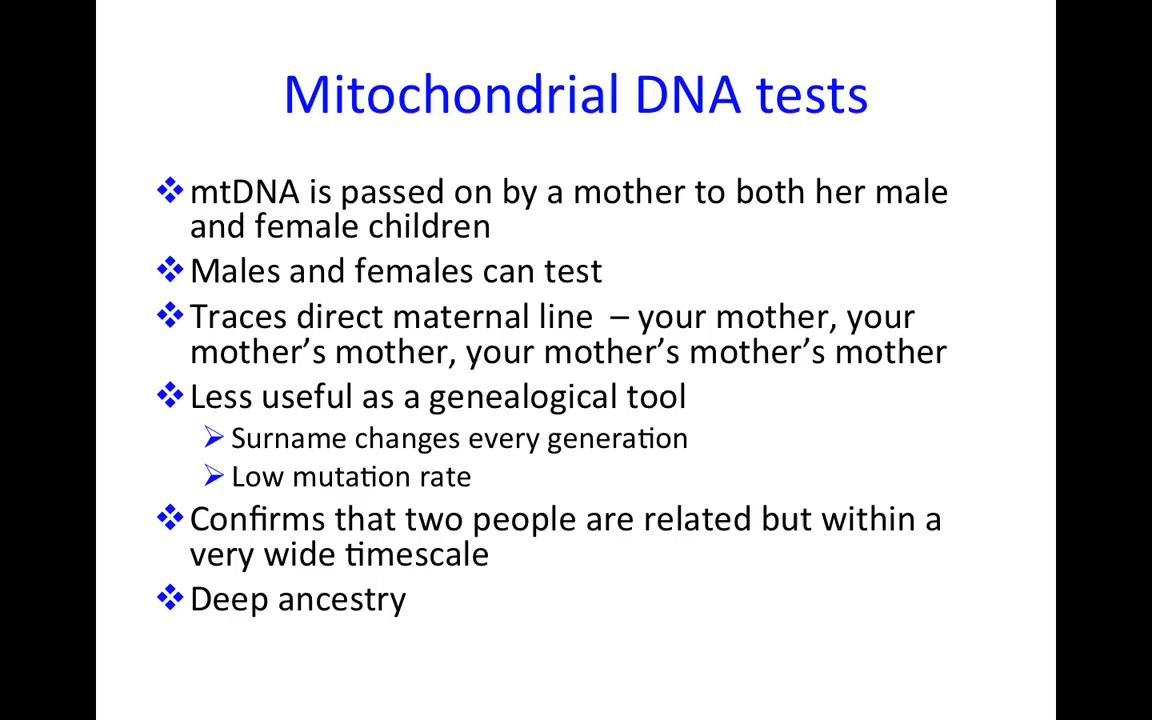 Mitochondrial DNA tests
❖ mtDNA is passed on by a mother to both her male
and female children
❖ Males and females can test
❖ Traces direct maternal line – your mother, your
mother’s mother, your mother’s mother’s mother
❖ Less useful as a genealogical tool
➢ Surname changes every generation
➢ Low mutation rate
❖ Confirms that two people are related but within a
very wide timescale
❖ Deep ancestry